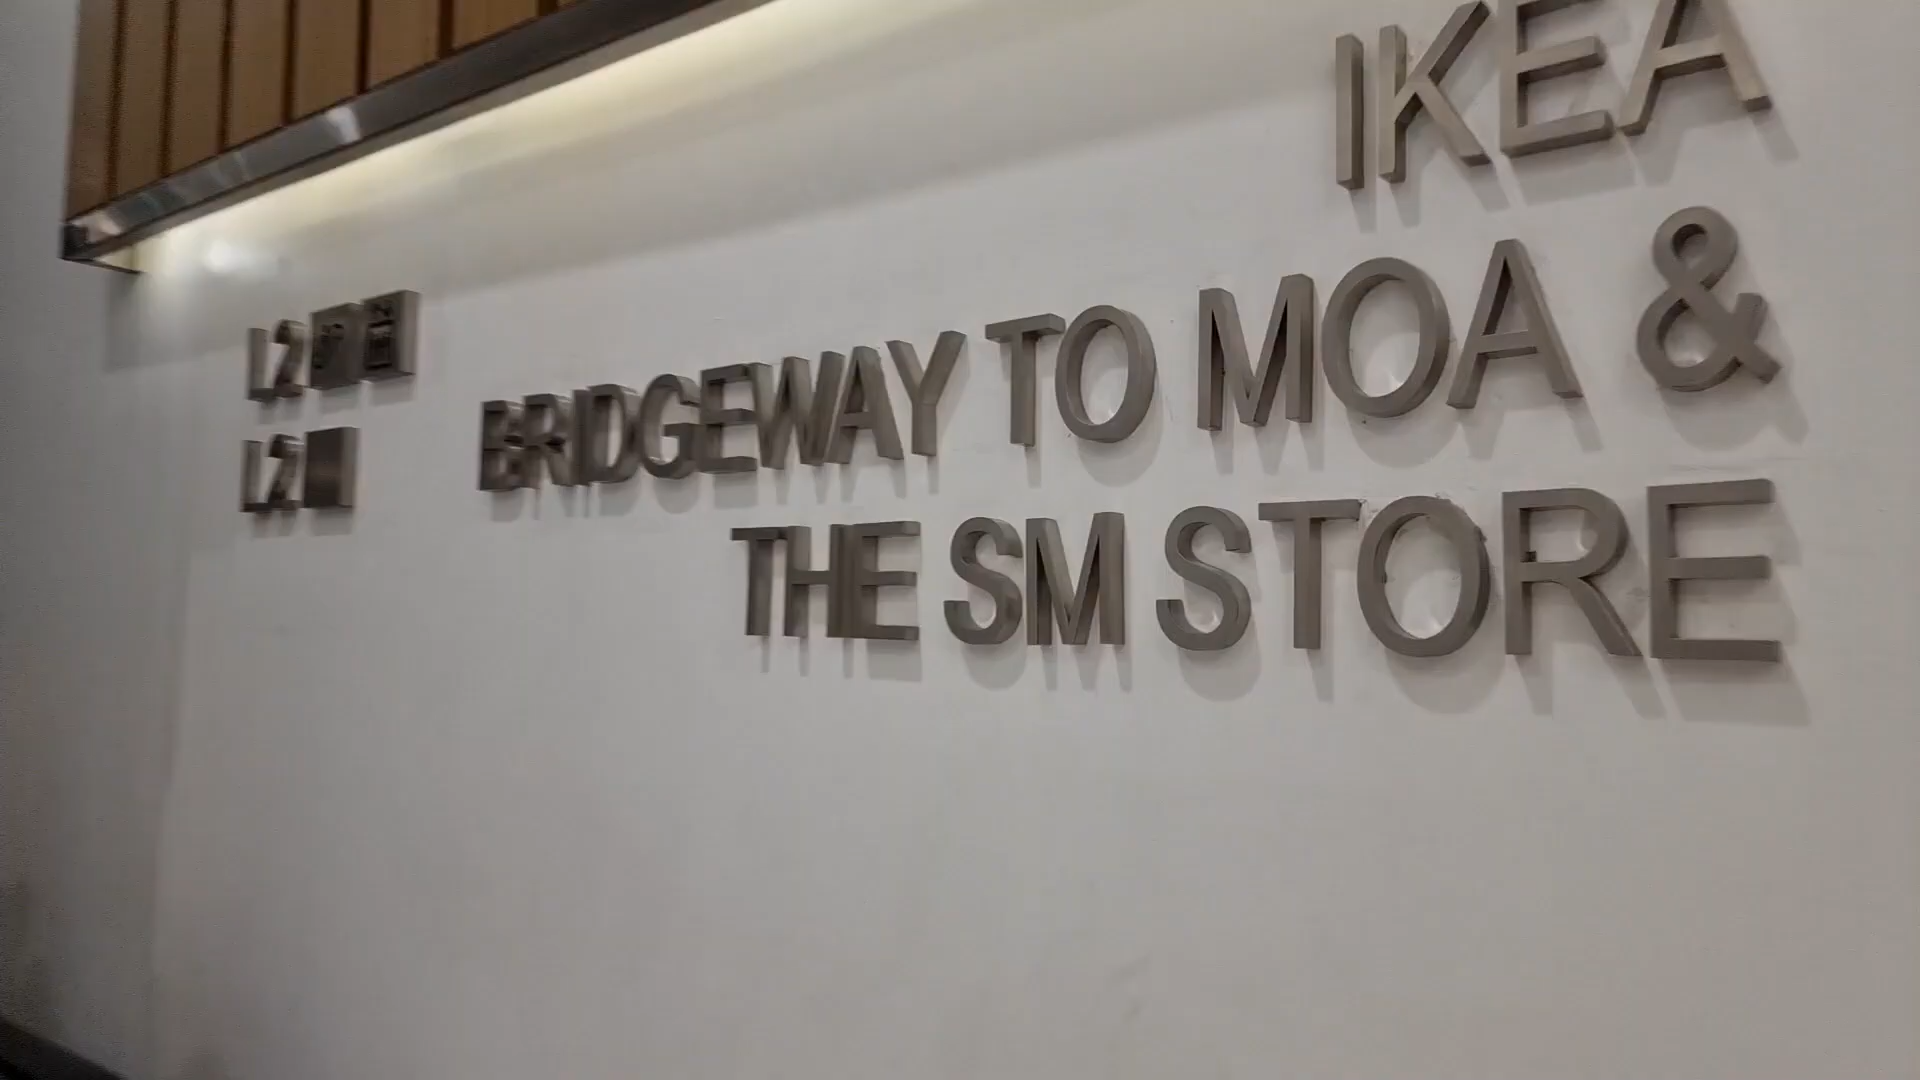 IKEA
L2 BRIDGEWAY TO MOA &
L2 THE SM STORE